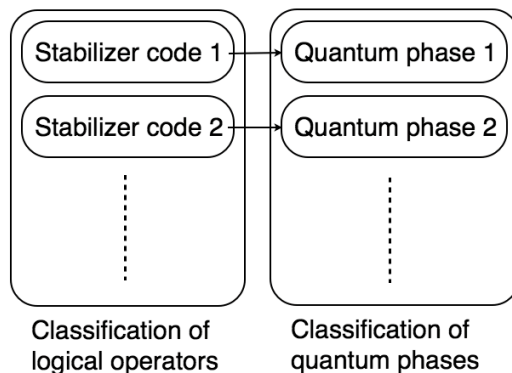 Stabilizer code 1
Quantum phase 1
Stabilizer code 2
Quantum phase 2
Classification of
logical operators
Classification of
quantum phases